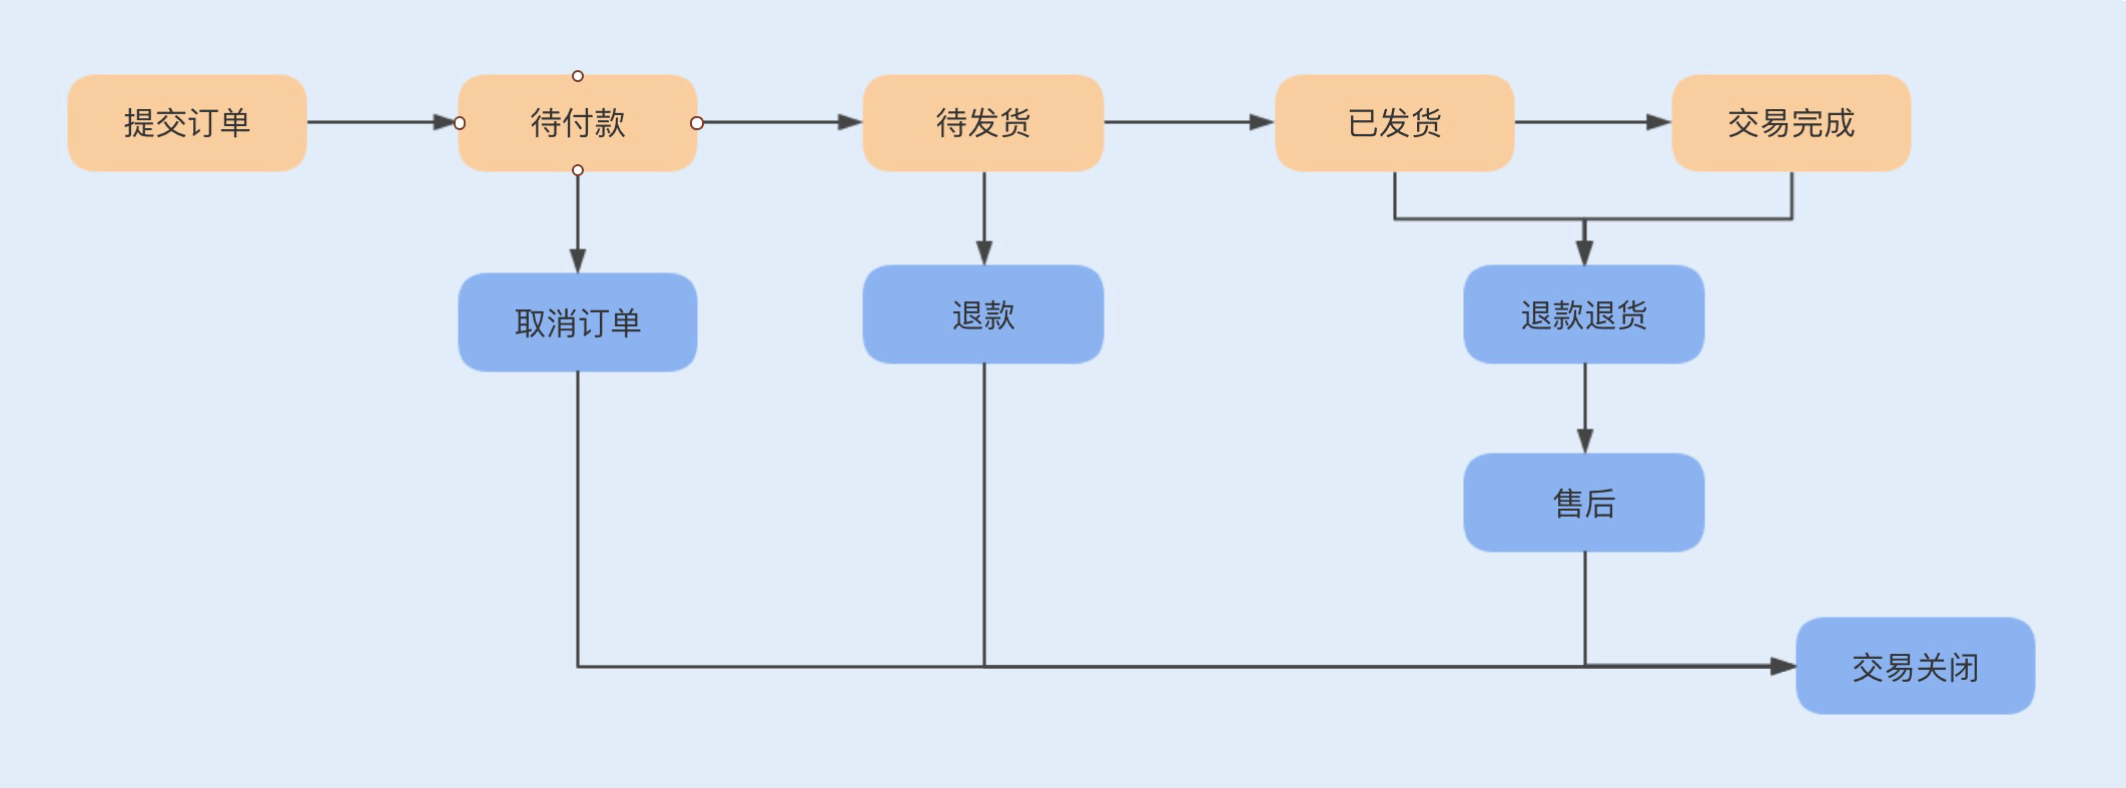 提交订单
待付款
待发货
已发货
交易完成
取消订单
退款
退款退货
售后
交易关闭